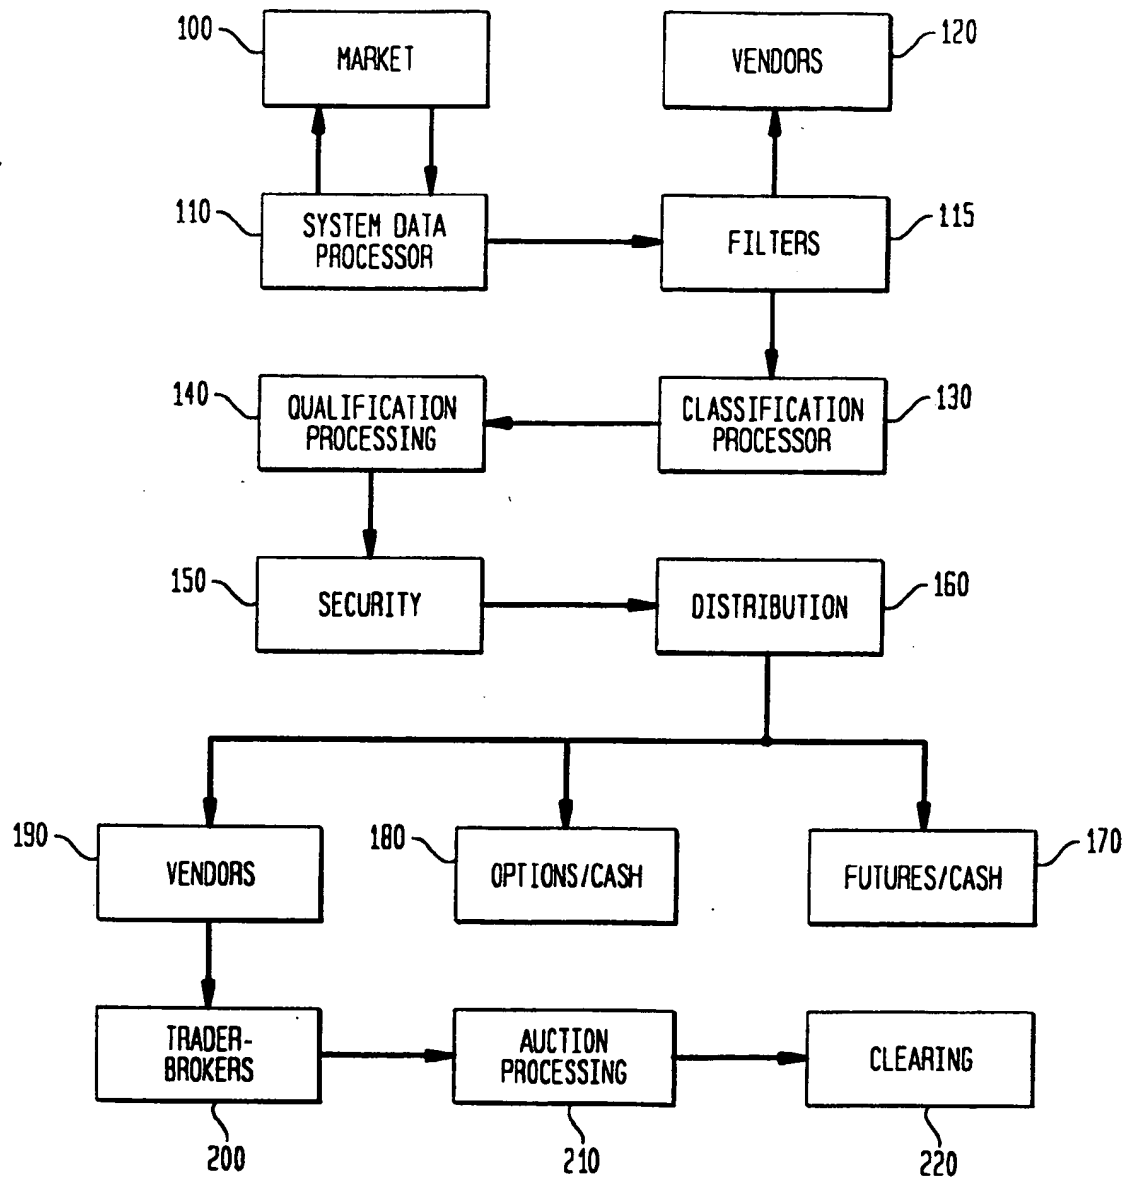 100
MARKET
VENDORS
120
110
SYSTEM DATA
PROCESSOR
FILTERS
115
140
QUALIFICATION
PROCESSING
CLASSIFICATION
PROCESSOR
130
150
SECURITY
DISTRIBUTION
160
190
VENDORS
180
OPTIONS/CASH
FUTURES/CASH
170
TRADER-
BROKERS
AUCTION
PROCESSING
CLEARING
200
210
220